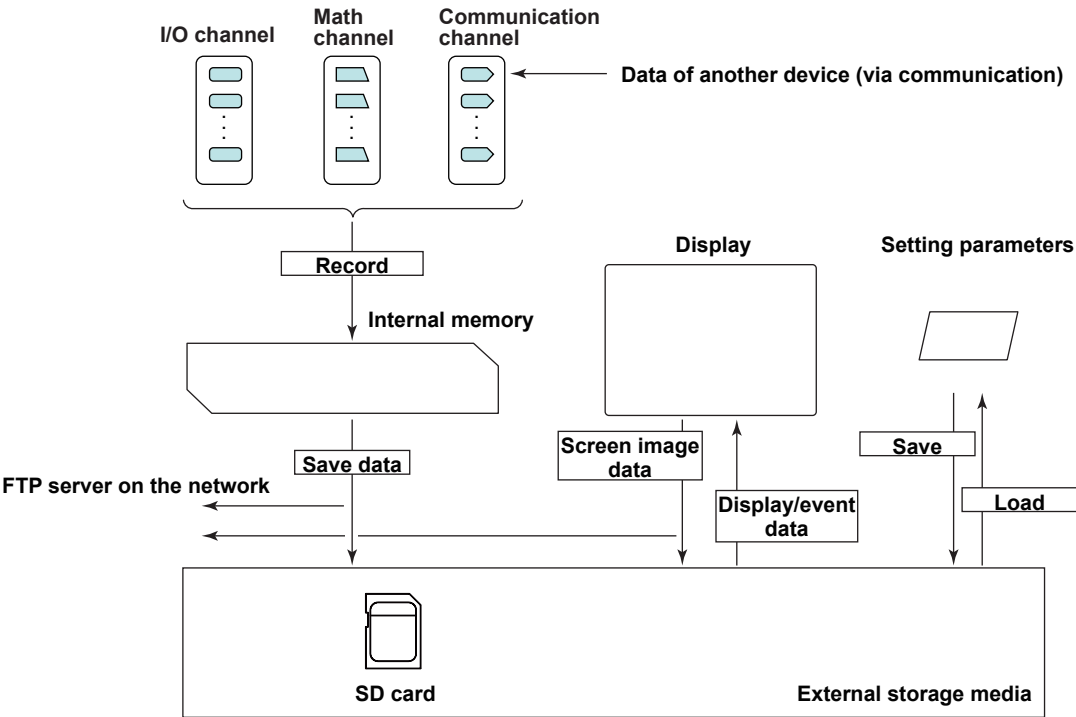 I/O channel
Math
channel
Communication
channel
Data of another device (via communication)
Record
Internal memory
Display
Setting parameters
Save data
Screen image
data
Save
FTP server on the network
Display/event
data
Load
SD card
External storage media